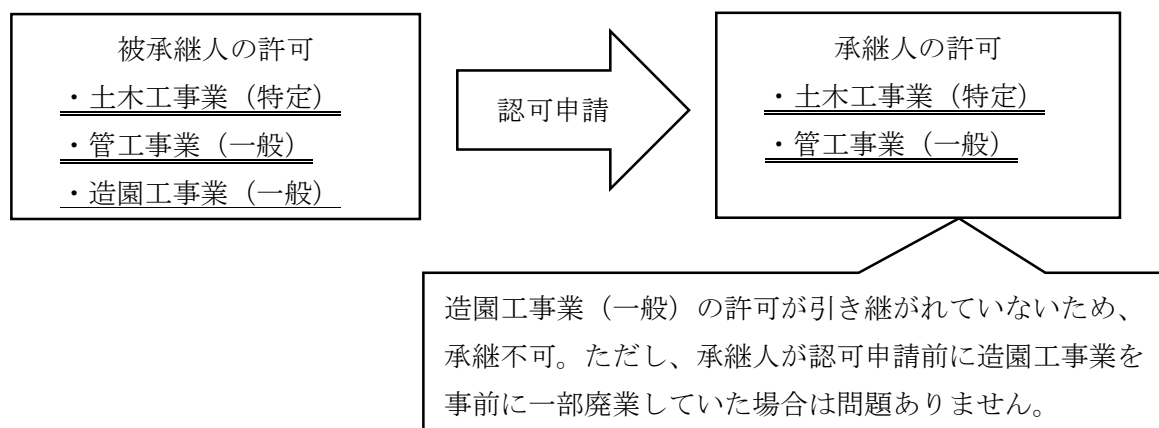 被承継人の許可
・土木工事業（特定）
・管工事業（一般）
・造園工事業（一般）
認可申請
承継人の許可
・土木工事業（特定）
・管工事業（一般）
造園工事業（一般）の許可が引き継がれていないため、
承継不可。ただし、承継人が認可申請前に造園工事業を
事前に一部廃業していた場合は問題ありません。